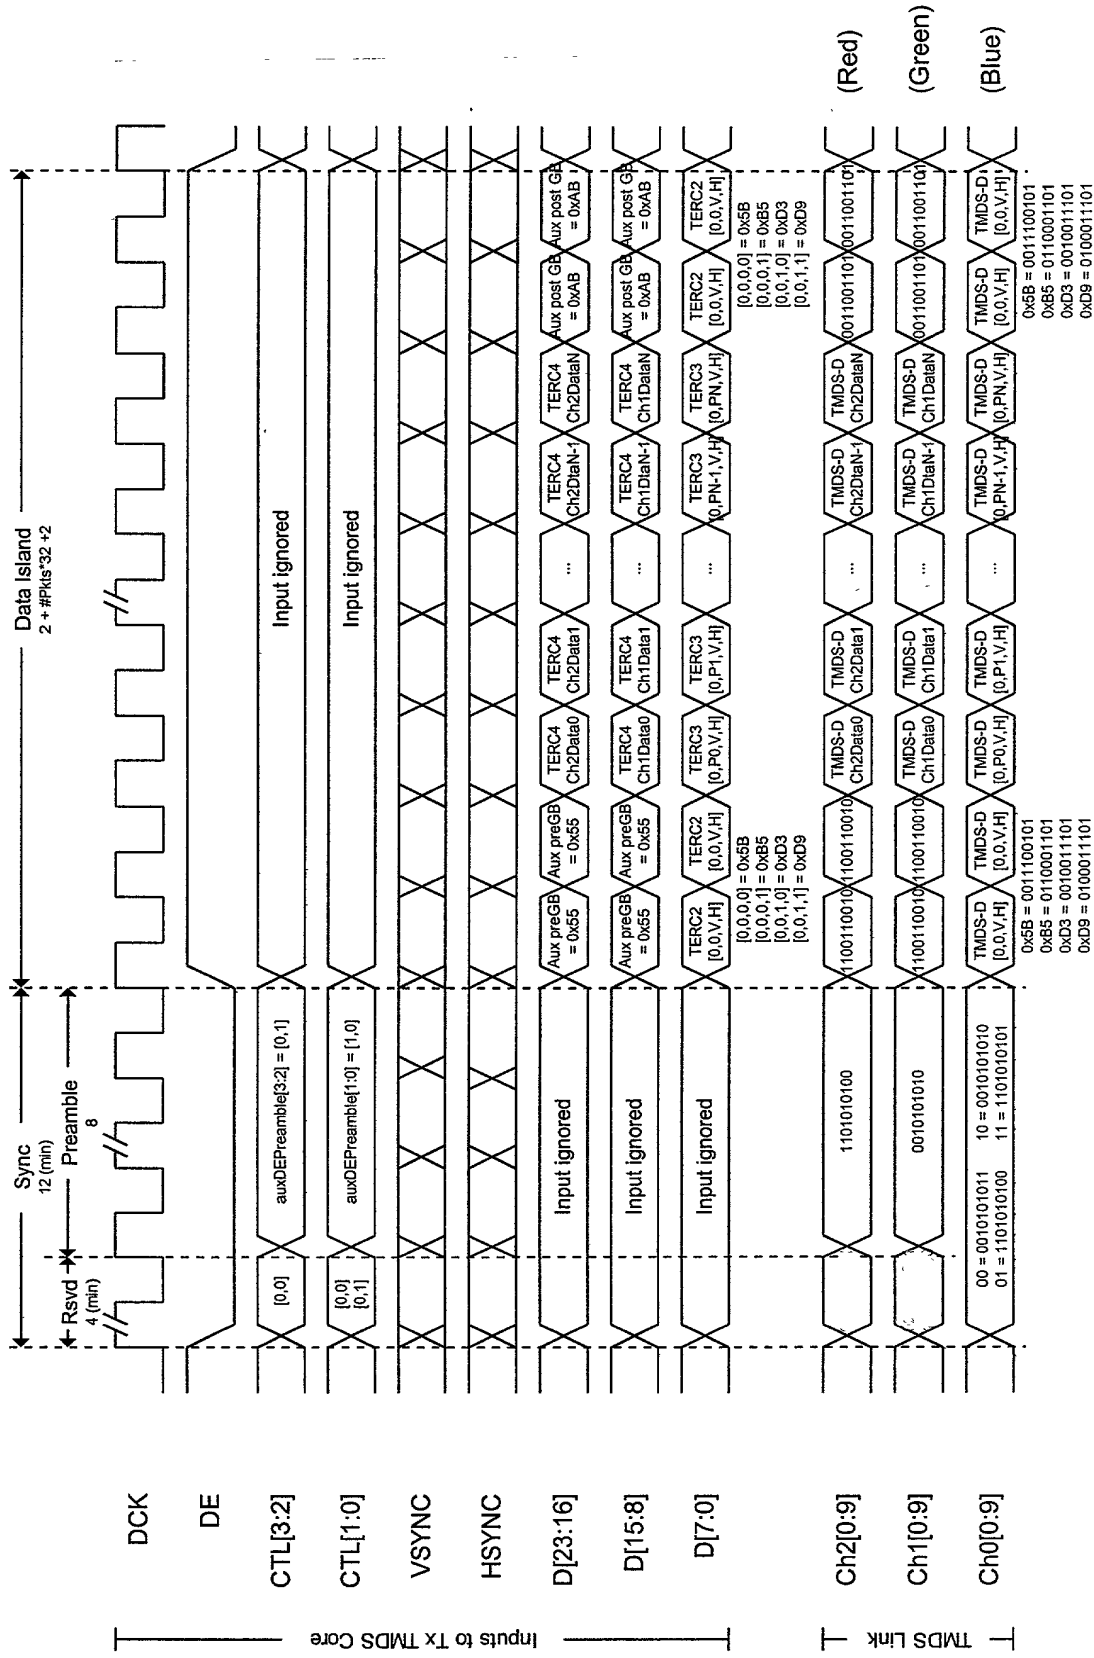 Sync
12 (min)
Rsvd
4 (min)
Preamble
8
Data Island
2 + #Pkts*32 +2
Inputs to Tx TMDS Core
DCK
DE
CTL[3:2]
[0,0]
auxDEPreamble[3:2] = [0,1]
Input ignored
CTL[1:0]
[0,0]
[0,1]
auxDEPreamble[1:0] = [1,0]
Input ignored
VSYNC
HSYNC
D[23:16]
Input ignored
Aux preGB
= 0x55
Aux preGB
= 0x55
TERC4
Ch2Data0
TERC4
Ch2Data1
...
TERC4
Ch2DtaN-1
TERC4
Ch2DataN
Aux post GB
= 0xAB
Aux post GB
= 0xAB
D[15:8]
Input ignored
Aux preGB
= 0x55
Aux preGB
= 0x55
TERC4
Ch1Data0
TERC4
Ch1Data1
...
TERC4
Ch1DtaN-1
TERC4
Ch1DataN
Aux post GB
= 0xAB
Aux post GB
= 0xAB
D[7:0]
Input ignored
TERC2
[0,0,V,H]
TERC2
[0,0,V,H]
TERC3
[0,P0,V,H]
TERC3
[0,P1,V,H]
...
TERC3
[0,PN-1,V,H]
TERC3
[0,PN,V,H]
TERC2
[0,0,V,H]
TERC2
[0,0,V,H]
[0,0,0,0] = 0x5B
[0,0,0,1] = 0xB5
[0,0,1,0] = 0xD3
[0,0,1,1] = 0xD9
[0,0,0,0] = 0x5B
[0,0,0,1] = 0xB5
[0,0,1,0] = 0xD3
[0,0,1,1] = 0xD9
TMDS Link
Ch2[0:9]
1101010100
1100110010
1100110010
TMDS-D
Ch2Data0
TMDS-D
Ch2Data1
...
TMDS-D
Ch2DtaN-1
TMDS-D
Ch2DataN
0011001101
0011001101
(Red)
Ch1[0:9]
0010101010
1100110010
1100110010
TMDS-D
Ch1Data0
TMDS-D
Ch1Data1
...
TMDS-D
Ch1DtaN-1
TMDS-D
Ch1DataN
0011001101
0011001101
(Green)
Ch0[0:9]
00 = 0010101011
01 = 1101010100
10 = 0010101010
11 = 1101010101
TMDS-D
[0,0,V,H]
TMDS-D
[0,0,V,H]
TMDS-D
[0,P0,V,H]
TMDS-D
[0,P1,V,H]
...
TMDS-D
[0,PN-1,V,H]
TMDS-D
[0,PN,V,H]
TMDS-D
[0,0,V,H]
TMDS-D
[0,0,V,H]
(Blue)
0x5B = 0011100101
0xB5 = 0110001101
0xD3 = 0010011101
0xD9 = 0100011101
0x5B = 0011100101
0xB5 = 0110001101
0xD3 = 0010011101
0xD9 = 0100011101